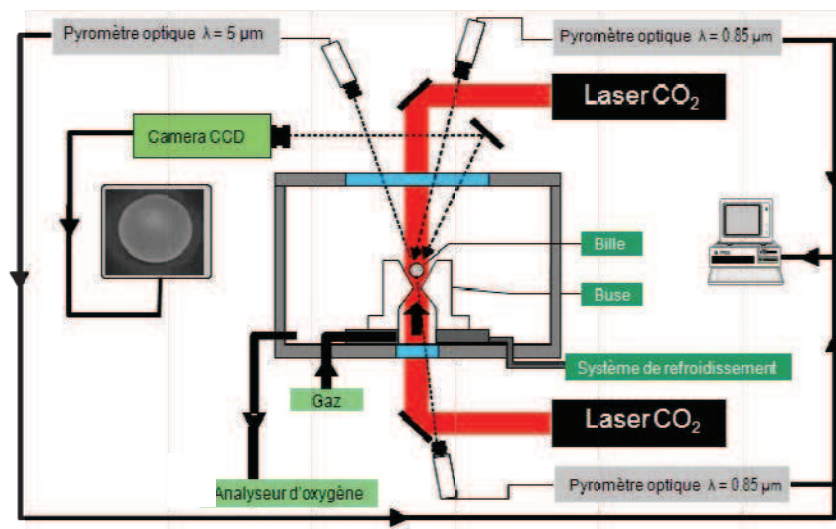 Pyromètre optique λ = 5 µm
Pyromètre optique λ = 0.85 µm
Laser CO₂
Camera CCD
Bille
Buse
Système de refroidissement
Gaz
Laser CO₂
Analyseur d'oxygène
Pyromètre optique λ = 0.85 µm